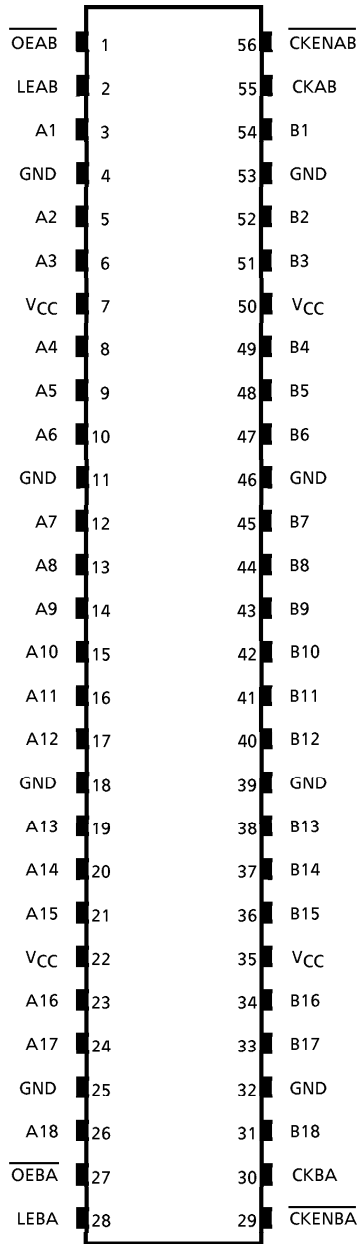 OEAB 1 56 CKENAB
LEAB 2 55 CKAB
A1 3 54 B1
GND 4 53 GND
A2 5 52 B2
A3 6 51 B3
VCC 7 50 VCC
A4 8 49 B4
A5 9 48 B5
A6 10 47 B6
GND 11 46 GND
A7 12 45 B7
A8 13 44 B8
A9 14 43 B9
A10 15 42 B10
A11 16 41 B11
A12 17 40 B12
GND 18 39 GND
A13 19 38 B13
A14 20 37 B14
A15 21 36 B15
VCC 22 35 VCC
A16 23 34 B16
A17 24 33 B17
GND 25 32 GND
A18 26 31 B18
OEBA 27 30 CKBA
LEBA 28 29 CKENBA